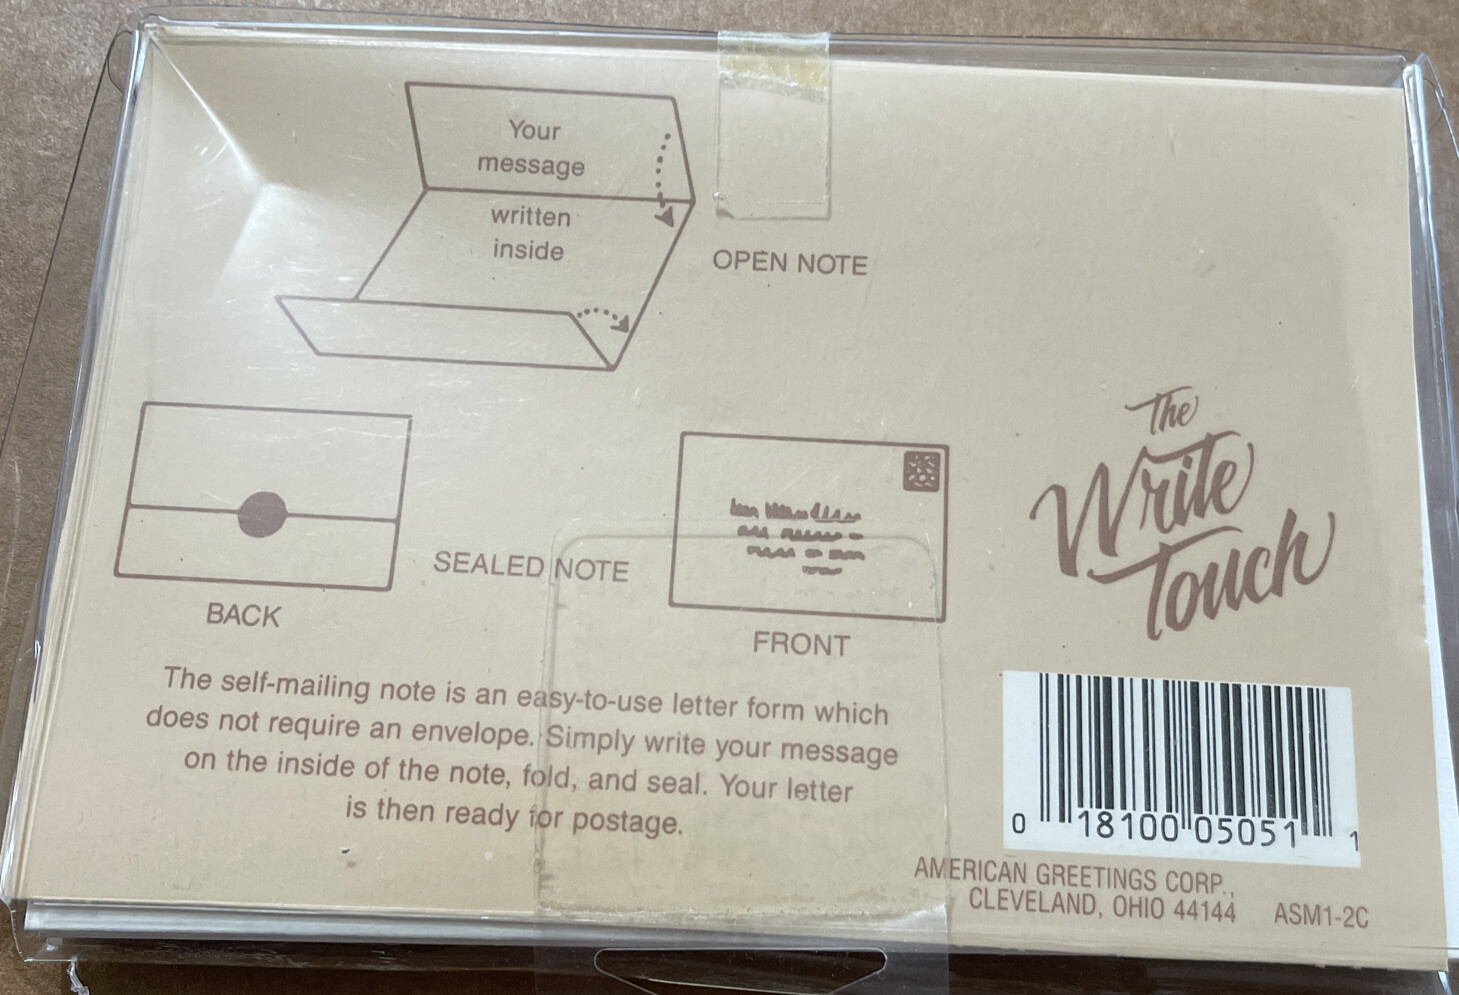 Your
message
written
inside
OPEN NOTE
BACK
SEALED NOTE
FRONT
The
Write
Touch
The self-mailing note is an easy-to-use letter form which
does not require an envelope. Simply write your message
on the inside of the note, fold, and seal. Your letter
is then ready for postage.
0 18100 05051 1
AMERICAN GREETINGS CORP.,
CLEVELAND, OHIO 44144 ASM1-2C